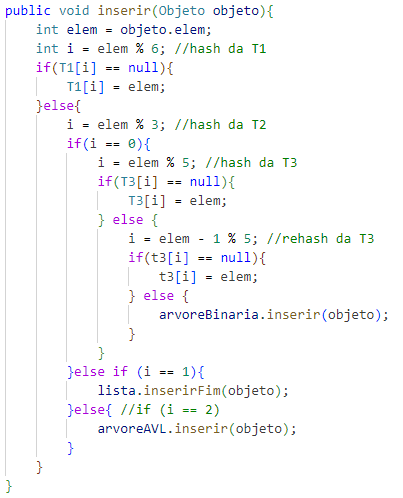 public void inserir(Objeto objeto){
    int elem = objeto.elem;
    int i = elem % 6; //hash da T1
    if(T1[i] == null){
        T1[i] = elem;
    }else{
        i = elem % 3; //hash da T2
        if(i == 0){
            i = elem % 5; //hash da T3
            if(T3[i] == null){
                T3[i] = elem;
            } else {
                i = elem - 1 % 5; //rehash da T3
                if(t3[i] == null){
                    t3[i] = elem;
                } else {
                    arvoreBinaria.inserir(objeto);
                }
            }
        }else if (i == 1){
            lista.inserirFim(objeto);
        }else{ //if (i == 2)
            arvoreAVL.inserir(objeto);
        }
    }
}